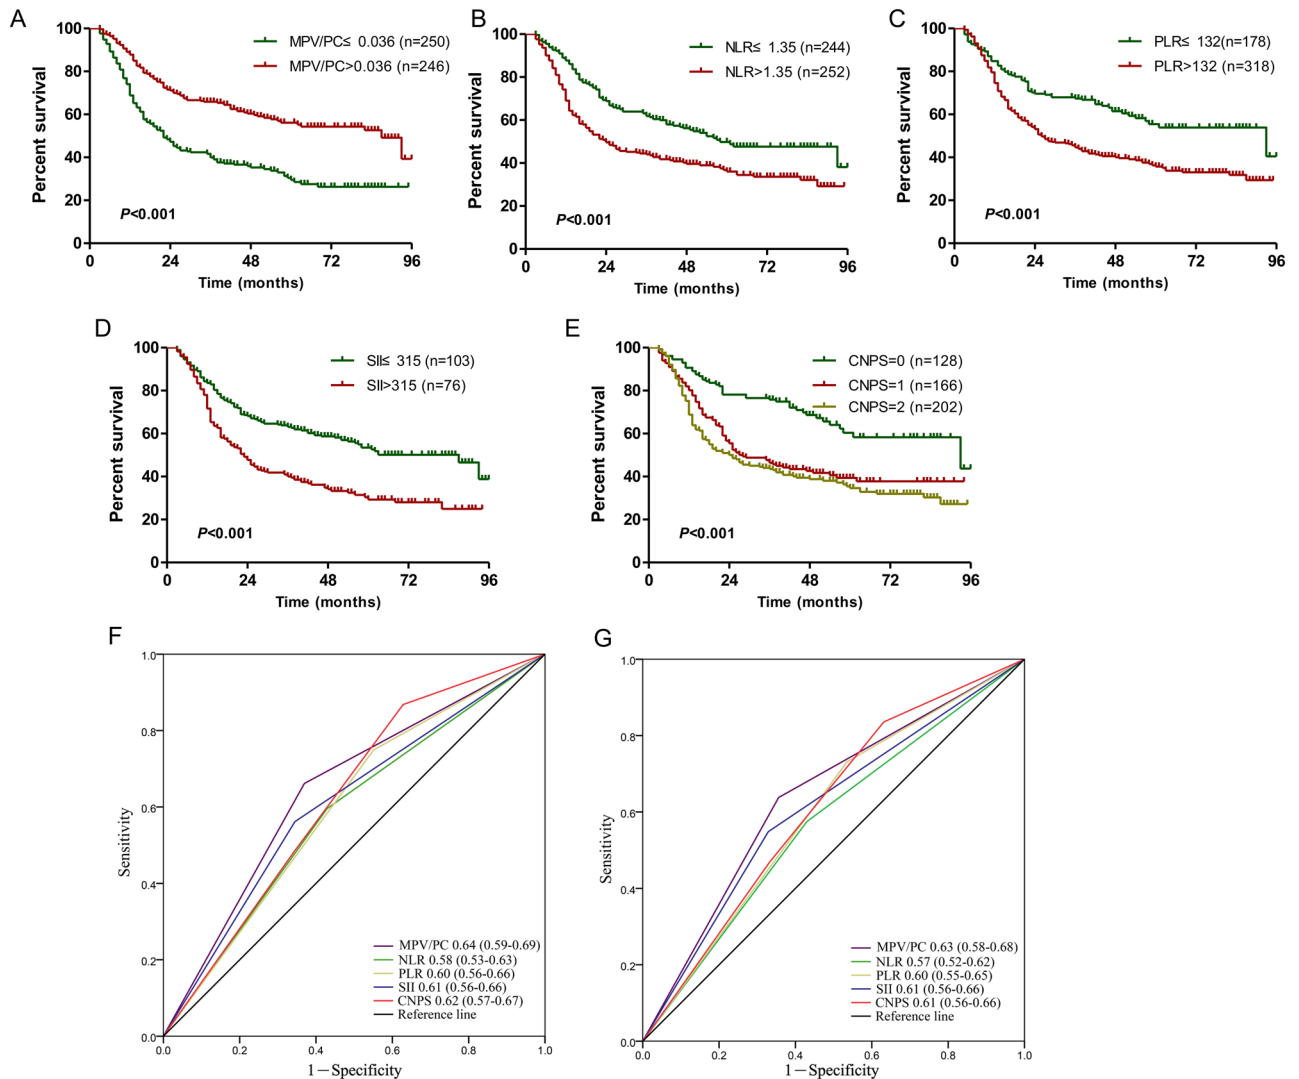 A
Percent survival
100
80
60
40
20
0
0 24 48 72 96
Time (months)
MPV/PC≤ 0.036 (n=250)
MPV/PC>0.036 (n=246)
P<0.001
B
Percent survival
100
80
60
40
20
0
0 24 48 72 96
Time (months)
NLR≤ 1.35 (n=244)
NLR>1.35 (n=252)
P<0.001
C
Percent survival
100
80
60
40
20
0
0 24 48 72 96
Time (months)
PLR≤ 132(n=178)
PLR>132 (n=318)
P<0.001
D
Percent survival
100
80
60
40
20
0
0 24 48 72 96
Time (months)
SII≤ 315 (n=103)
SII>315 (n=76)
P<0.001
E
Percent survival
100
80
60
40
20
0
0 24 48 72 96
Time (months)
CNPS=0 (n=128)
CNPS=1 (n=166)
CNPS=2 (n=202)
P<0.001
F
Sensitivity
1.0
0.8
0.6
0.4
0.2
0.0
0.0 0.2 0.4 0.6 0.8 1.0
1－Specificity
MPV/PC 0.64 (0.59-0.69)
NLR 0.58 (0.53-0.63)
PLR 0.60 (0.56-0.66)
SII 0.61 (0.56-0.66)
CNPS 0.62 (0.57-0.67)
Reference line
G
Sensitivity
1.0
0.8
0.6
0.4
0.2
0.0
0.0 0.2 0.4 0.6 0.8 1.0
1－Specificity
MPV/PC 0.63 (0.58-0.68)
NLR 0.57 (0.52-0.62)
PLR 0.60 (0.55-0.65)
SII 0.61 (0.56-0.66)
CNPS 0.61 (0.56-0.66)
Reference line